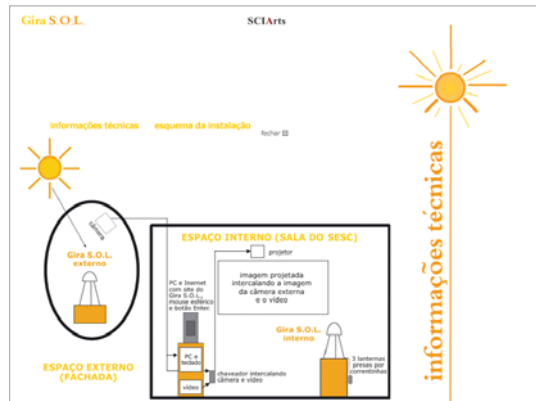 Gira S.O.L.
SCIArts
informações técnicas
esquema da instalação
fechar
câmera
Gira S.O.L.
externo
ESPAÇO EXTERNO
(FACHADA)
ESPAÇO INTERNO (SALA DO SESC)
projetor
imagem projetada
intercalando a imagem
da câmera externa
e o vídeo
PC e Inernet
com site do
Gira S.O.L.,
mouse esférico
e botão Enter.
PC e
teclado
vídeo
chaveador intercalando
câmera e vídeo
Gira S.O.L.
interno
3 lanternas
presas por
correntinhas
informações técnicas